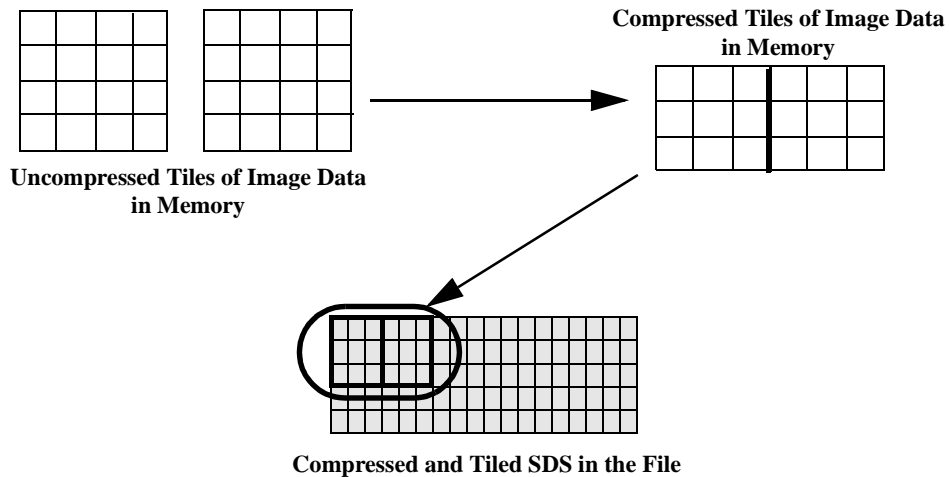 Compressed Tiles of Image Data
in Memory
Uncompressed Tiles of Image Data
in Memory
Compressed and Tiled SDS in the File